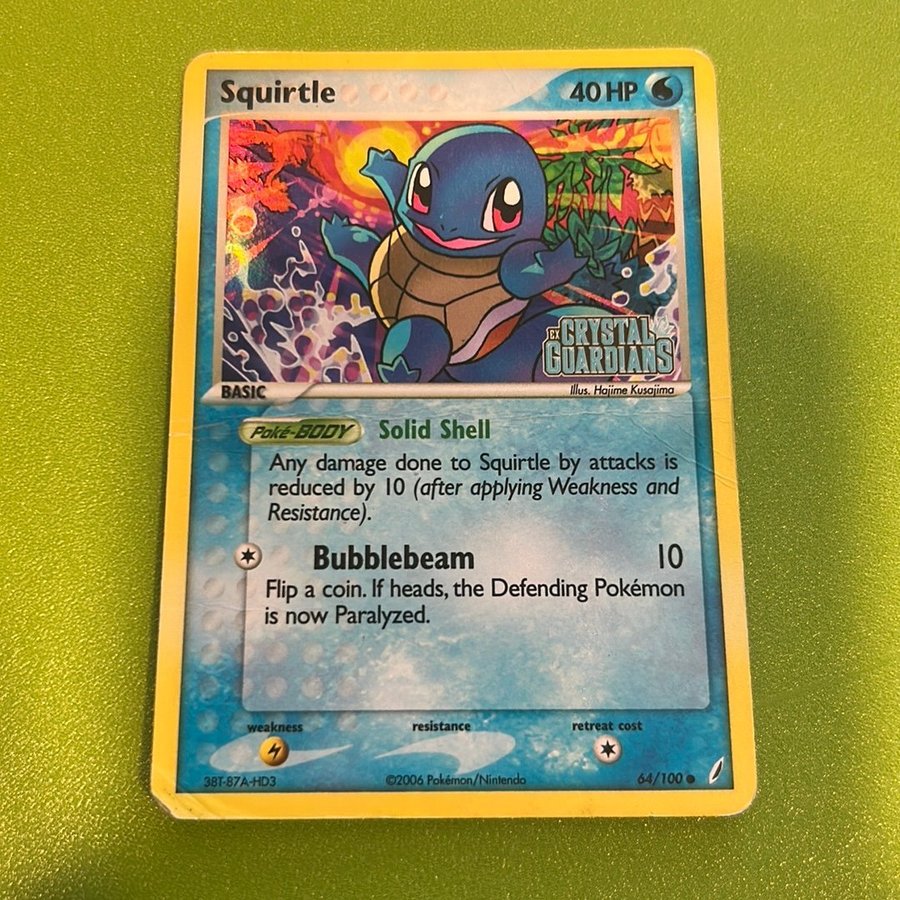 Squirtle
40 HP
EX CRYSTAL
GUARDIANS
BASIC
Illus. Hajime Kusajima
Poké-BODY Solid Shell
Any damage done to Squirtle by attacks is
reduced by 10 (after applying Weakness and
Resistance).
Bubblebeam 10
Flip a coin. If heads, the Defending Pokémon
is now Paralyzed.
weakness resistance retreat cost
38T-87A-HD3 ©2006 Pokémon/Nintendo 64/100